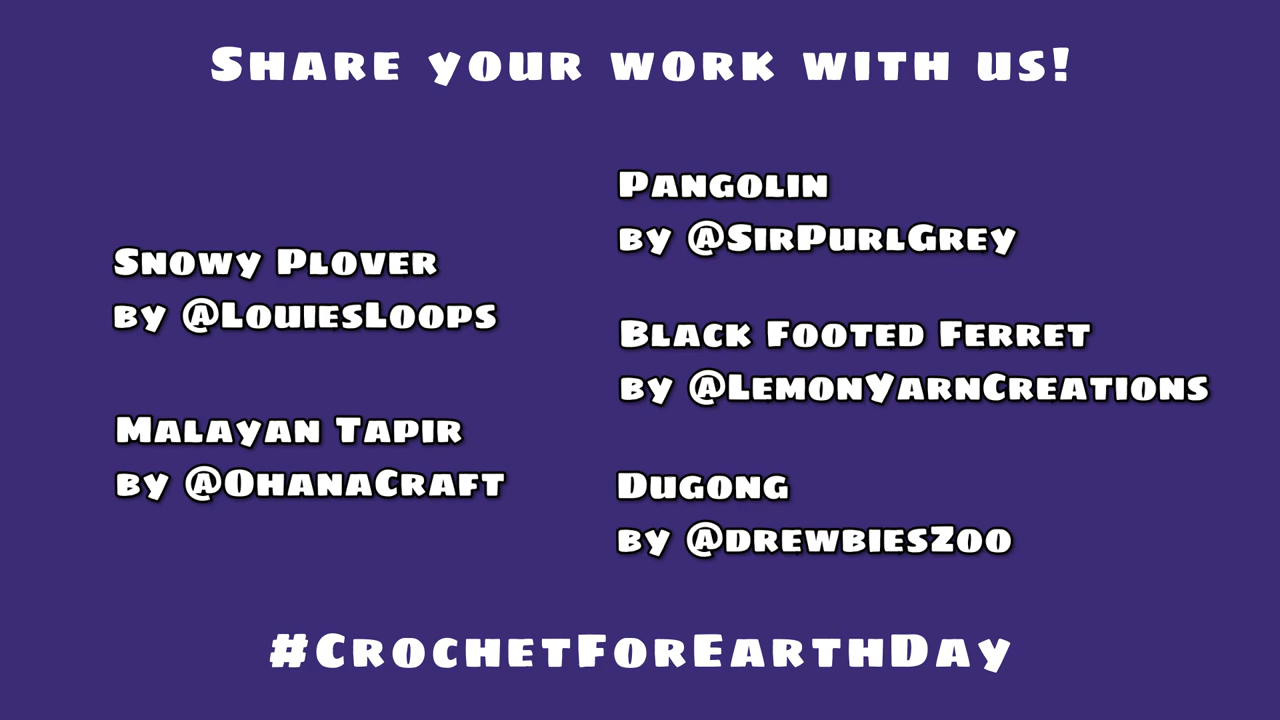 Share your work with us!
Snowy Plover
by @LouiesLoops
Malayan Tapir
by @OhanaCraft
Pangolin
by @SirPurlGrey
Black Footed Ferret
by @LemonYarnCreations
Dugong
by @drewbiesZoo
#CrochetForEarthDay